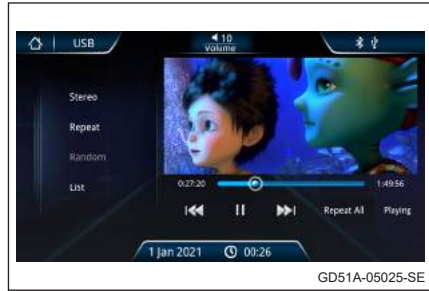 USB
10
Volume
Stereo
Repeat
Random
List
0:27:20 1:49:56
Repeat All Playing
1 Jan 2021 00:26
GD51A-05025-SE